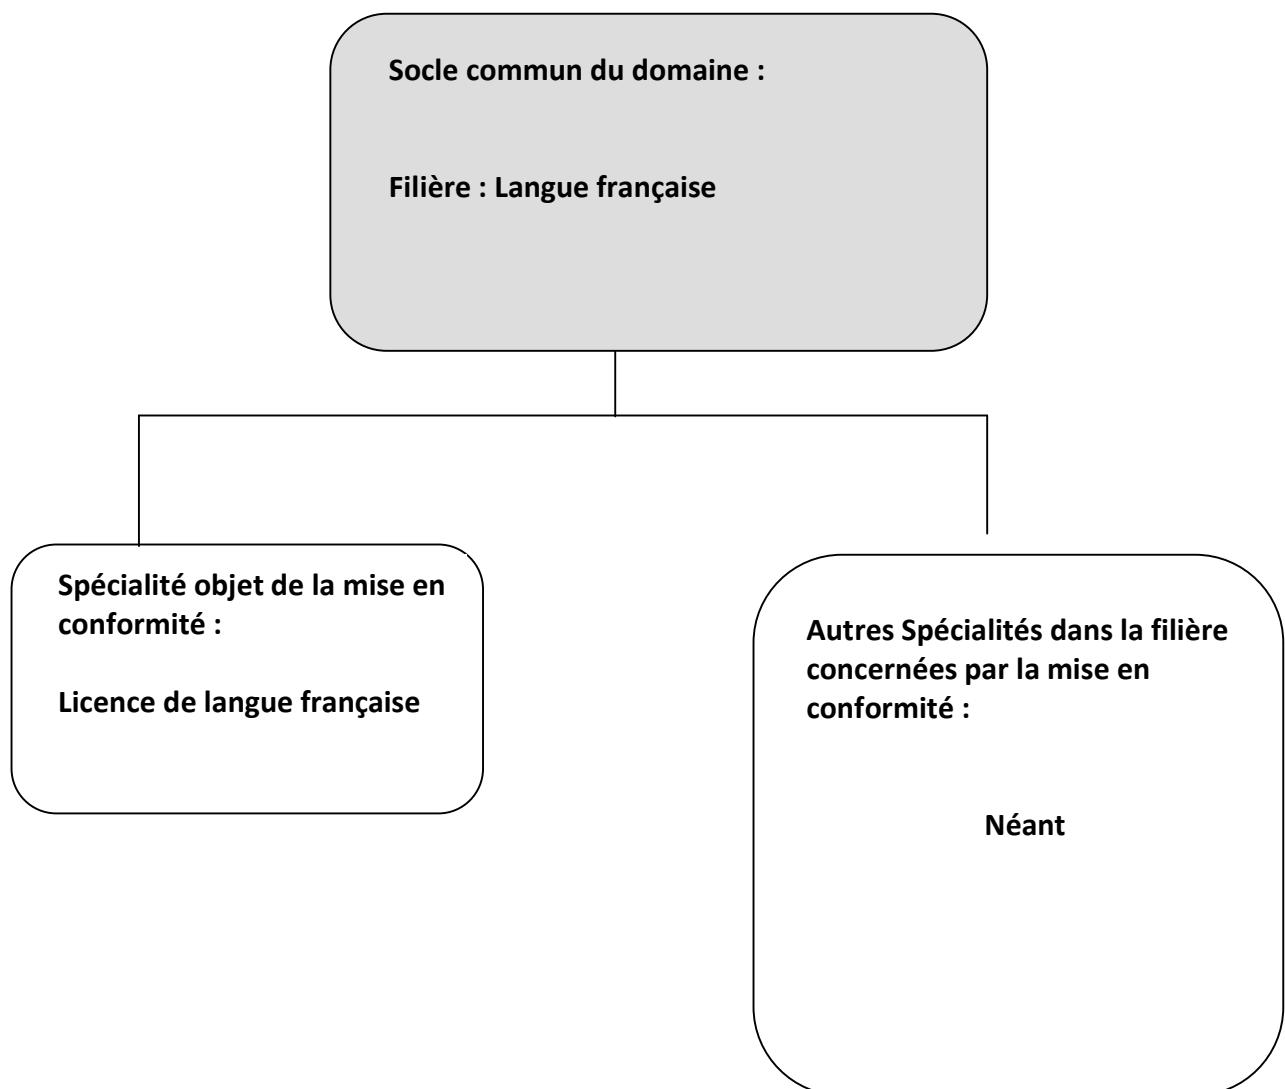 Socle commun du domaine :
Filière : Langue française
Spécialité objet de la mise en
conformité :
Licence de langue française
Autres Spécialités dans la filière
concernées par la mise en
conformité :
Néant